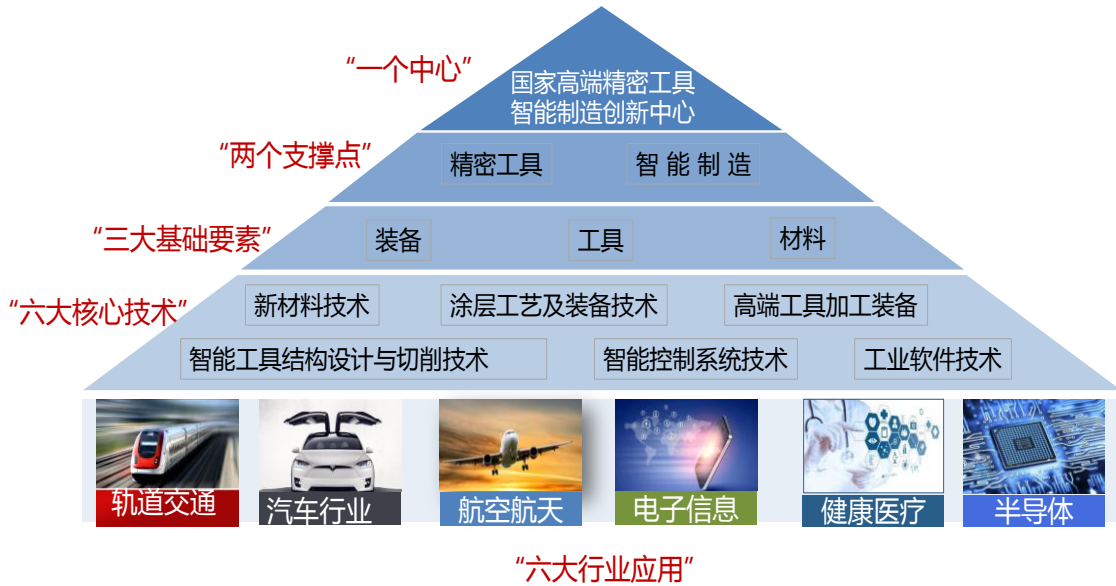 “一个中心”
国家高端精密工具
智能制造创新中心
“两个支撑点”
精密工具
智 能 制 造
“三大基础要素”
装备
工具
材料
“六大核心技术”
新材料技术
涂层工艺及装备技术
高端工具加工装备
智能工具结构设计与切削技术
智能控制系统技术
工业软件技术
轨道交通
汽车行业
航空航天
电子信息
健康医疗
半导体
“六大行业应用”